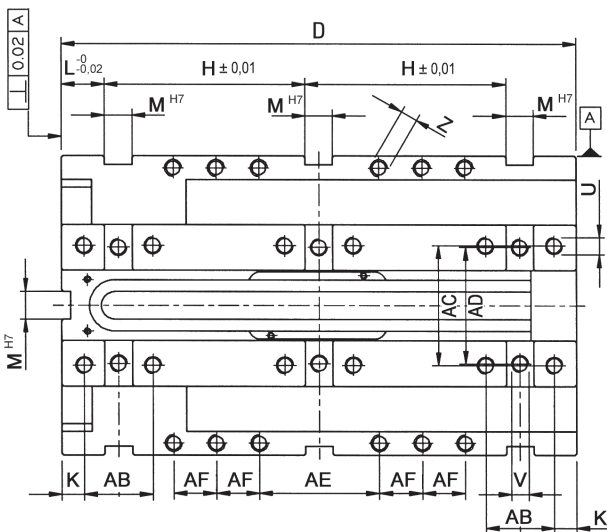 D
⊥ 0.02 A
L -0 -0,02
H ± 0,01
H ± 0,01
M H7
M H7
M H7
Z
A
U
AC
AD
M H7
K
AB
AF
AF
AE
AF
AF
V
AB
K